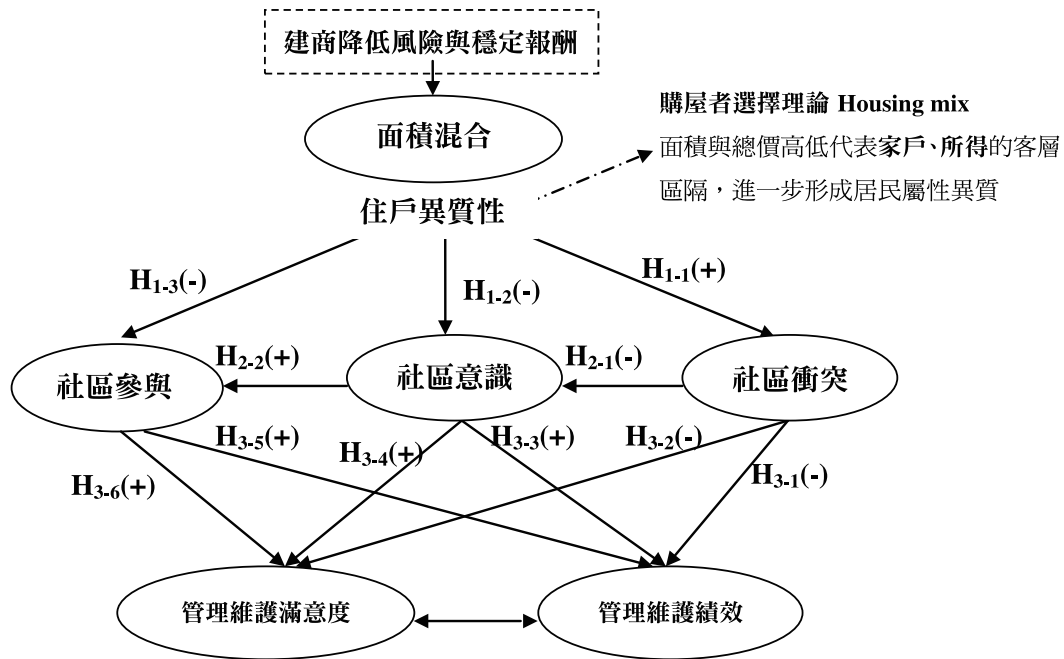 建商降低風險與穩定報酬
面積混合
住戶異質性
購屋者選擇理論 Housing mix
面積與總價高低代表家戶、所得的客層
區隔，進一步形成居民屬性異質
H1-3(-)
H1-2(-)
H1-1(+)
社區參與
H2-2(+)
社區意識
H2-1(-)
社區衝突
H3-6(+)
H3-5(+)
H3-4(+)
H3-3(+)
H3-2(-)
H3-1(-)
管理維護滿意度
管理維護績效